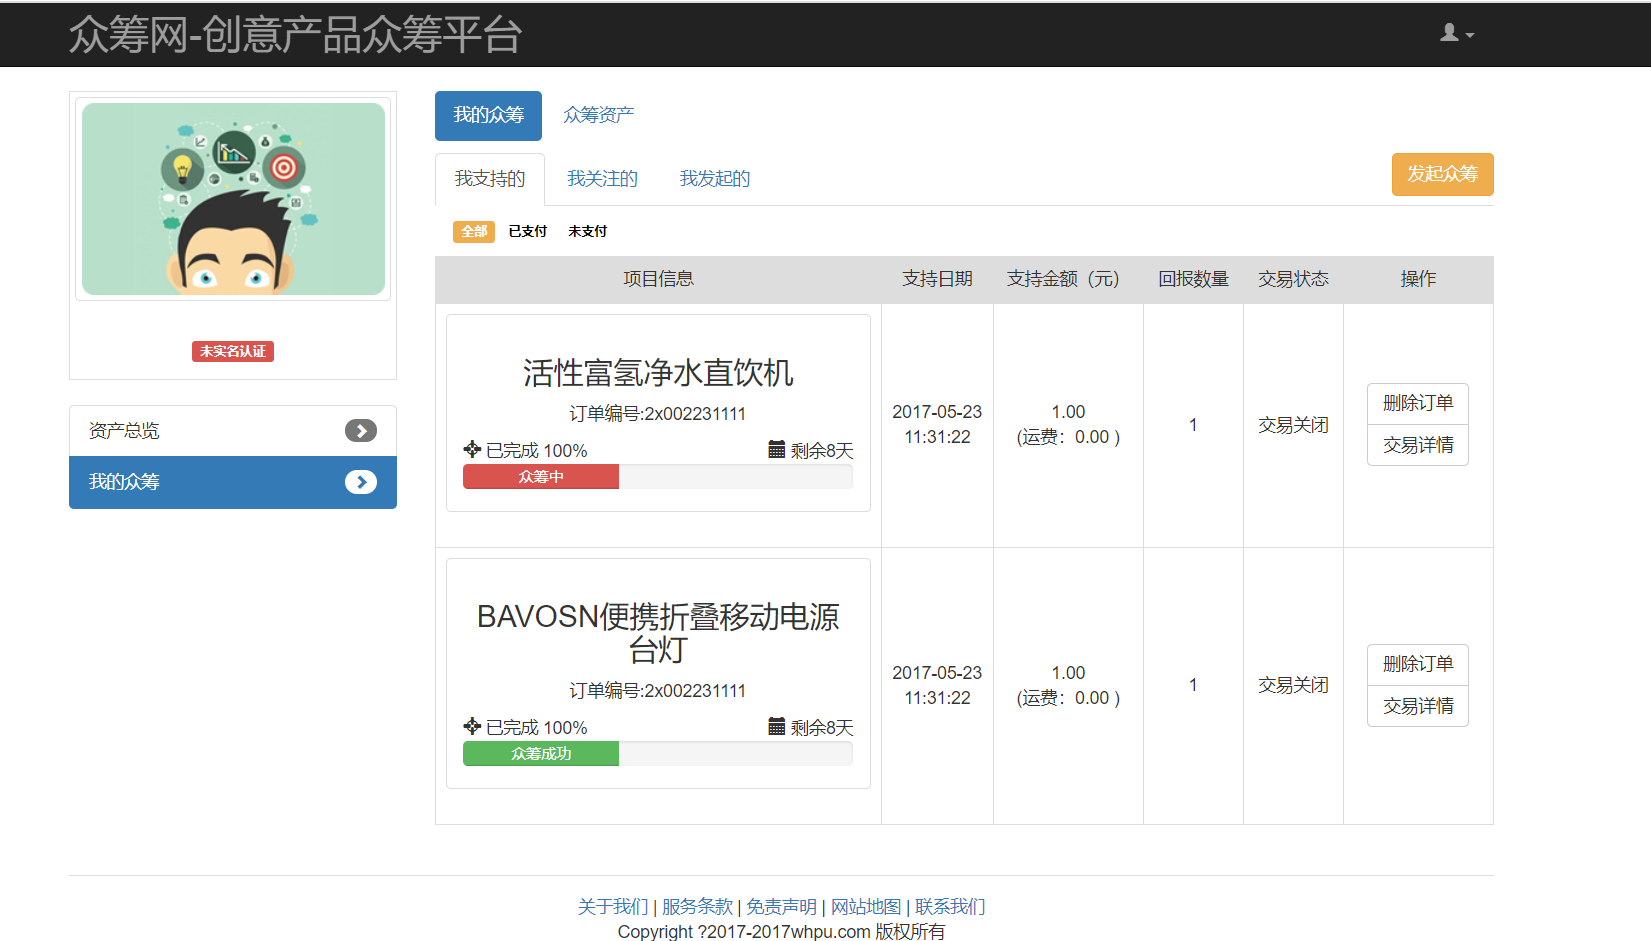 众筹网-创意产品众筹平台
我的众筹 众筹资产
我支持的 我关注的 我发起的 发起众筹
全部 已支付 未支付
未实名认证
资产总览
我的众筹
项目信息 支持日期 支持金额（元） 回报数量 交易状态 操作
活性富氢净水直饮机
订单编号:2x002231111
已完成 100% 剩余8天
众筹中
2017-05-23
11:31:22
1.00
(运费：0.00 )
1
交易关闭
删除订单
交易详情
BAVOSN便携折叠移动电源
台灯
订单编号:2x002231111
已完成 100% 剩余8天
众筹成功
2017-05-23
11:31:22
1.00
(运费：0.00 )
1
交易关闭
删除订单
交易详情
关于我们 | 服务条款 | 免责声明 | 网站地图 | 联系我们
Copyright ?2017-2017whpu.com 版权所有